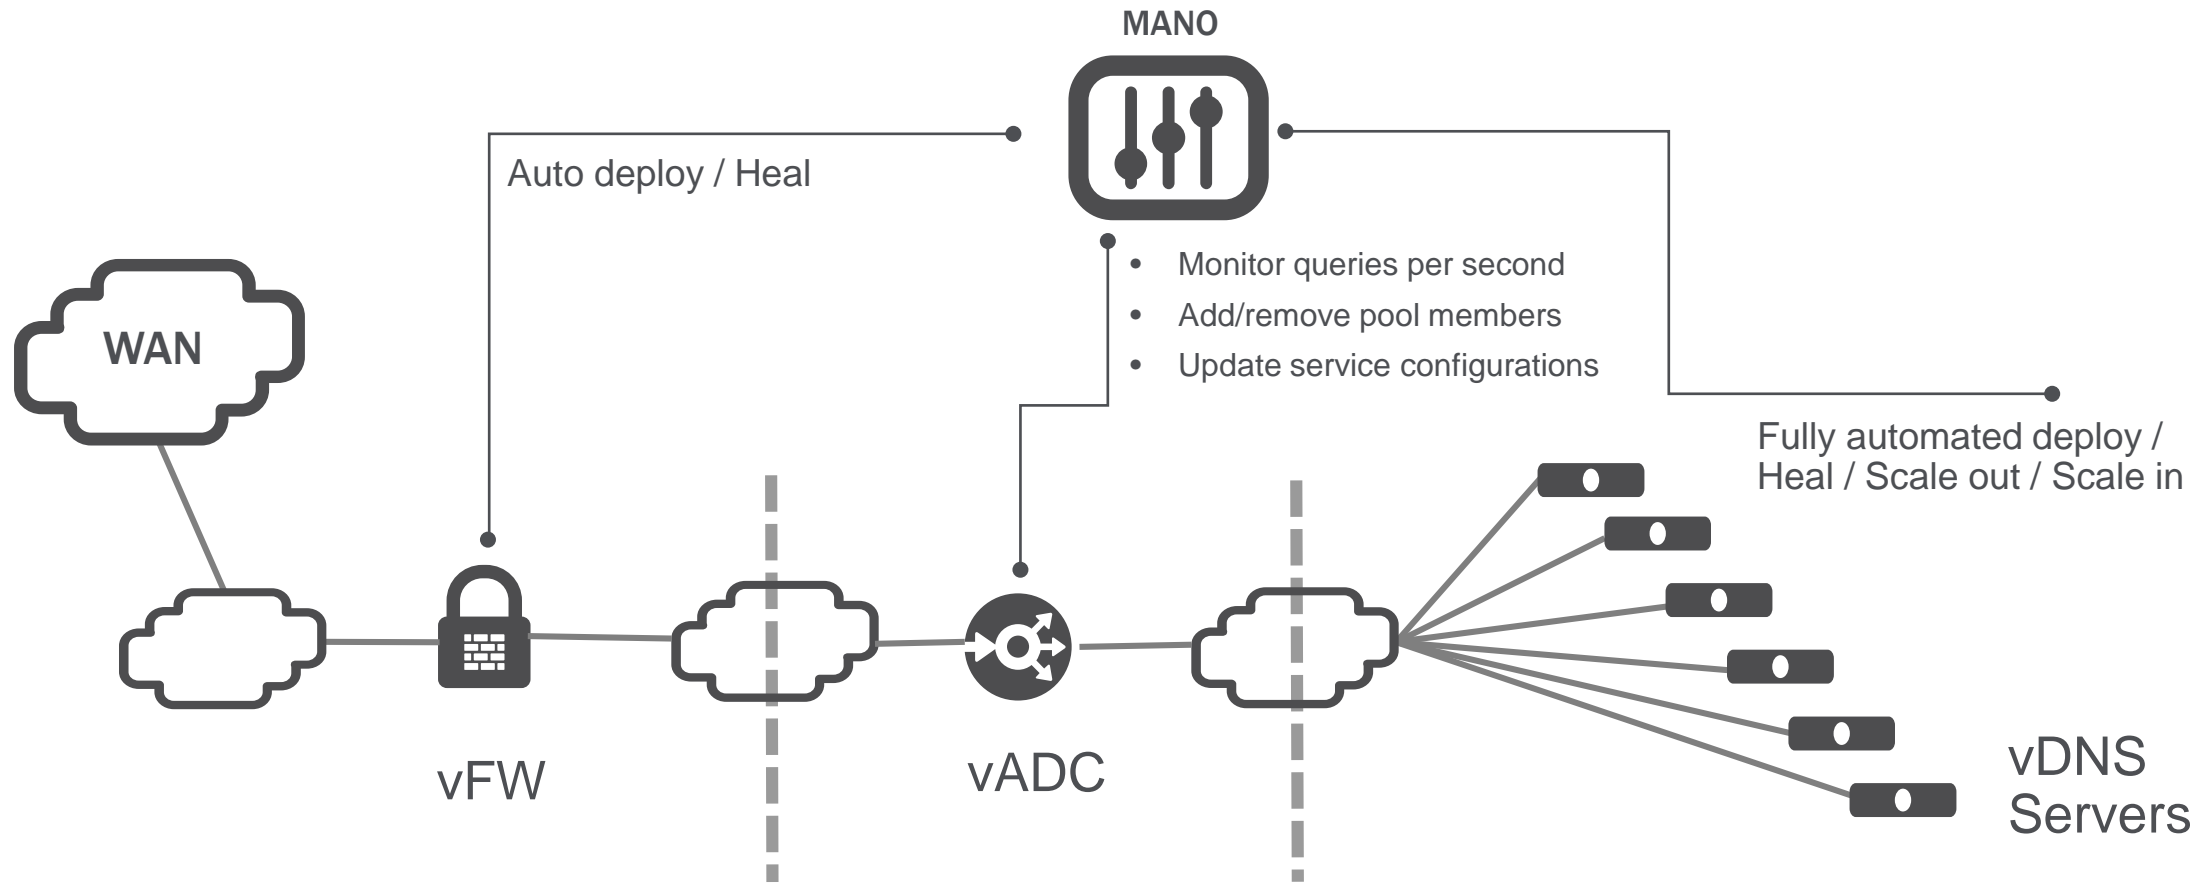 MANO
Auto deploy / Heal
• Monitor queries per second
• Add/remove pool members
• Update service configurations
WAN
Fully automated deploy /
Heal / Scale out / Scale in
vFW
vADC
vDNS
Servers